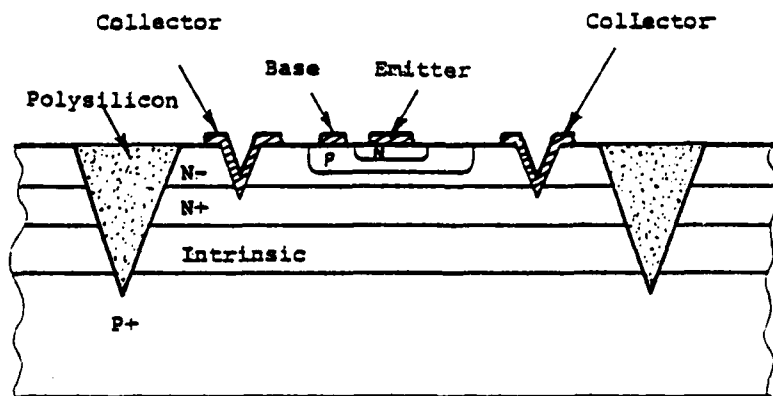 Collector
Collector
Base
Emitter
Polysilicon
P
N
N-
N+
Intrinsic
P+